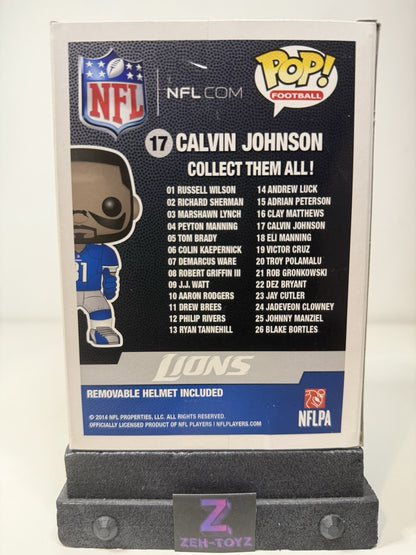 NFL
NFL.COM
POP!
FOOTBALL
17 CALVIN JOHNSON
COLLECT THEM ALL!
01 RUSSELL WILSON
02 RICHARD SHERMAN
03 MARSHAWN LYNCH
04 PEYTON MANNING
05 TOM BRADY
06 COLIN KAEPERNICK
07 DEMARCUS WARE
08 ROBERT GRIFFIN III
09 J.J. WATT
10 AARON RODGERS
11 DREW BREES
12 PHILIP RIVERS
13 RYAN TANNEHILL
14 ANDREW LUCK
15 ADRIAN PETERSON
16 CLAY MATTHEWS
17 CALVIN JOHNSON
18 ELI MANNING
19 VICTOR CRUZ
20 TROY POLAMALU
21 ROB GRONKOWSKI
22 DEZ BRYANT
23 JAY CUTLER
24 JADEVEON CLOWNEY
25 JOHNNY MANZIEL
26 BLAKE BORTLES
1
LIONS
REMOVABLE HELMET INCLUDED
© 2014 NFL PROPERTIES, LLC. ALL RIGHTS RESERVED.
OFFICIALLY LICENSED PRODUCT OF NFL PLAYERS | NFLPLAYERS.COM
NFLPA
Z
ZEH-TOYZ